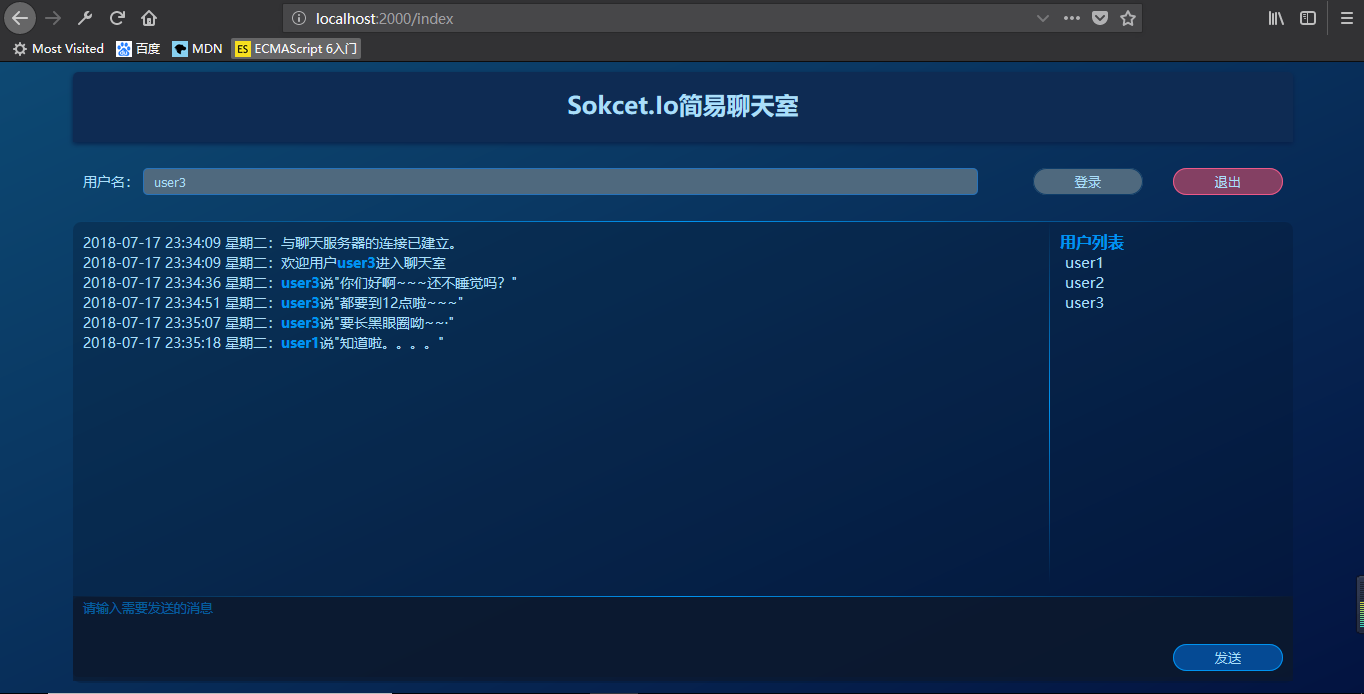 localhost:2000/index
Most Visited 百度 MDN ES ECMAScript 6入门
Sokcet.Io简易聊天室
用户名： user3 登录 退出
2018-07-17 23:34:09 星期二：与聊天服务器的连接已建立。
2018-07-17 23:34:09 星期二：欢迎用户user3进入聊天室
2018-07-17 23:34:36 星期二：user3说"你们好啊~~~还不睡觉吗？"
2018-07-17 23:34:51 星期二：user3说"都要到12点啦~~~"
2018-07-17 23:35:07 星期二：user3说"要长黑眼圈呦~~·"
2018-07-17 23:35:18 星期二：user1说"知道啦。。。。"
用户列表
user1
user2
user3
请输入需要发送的消息
发送